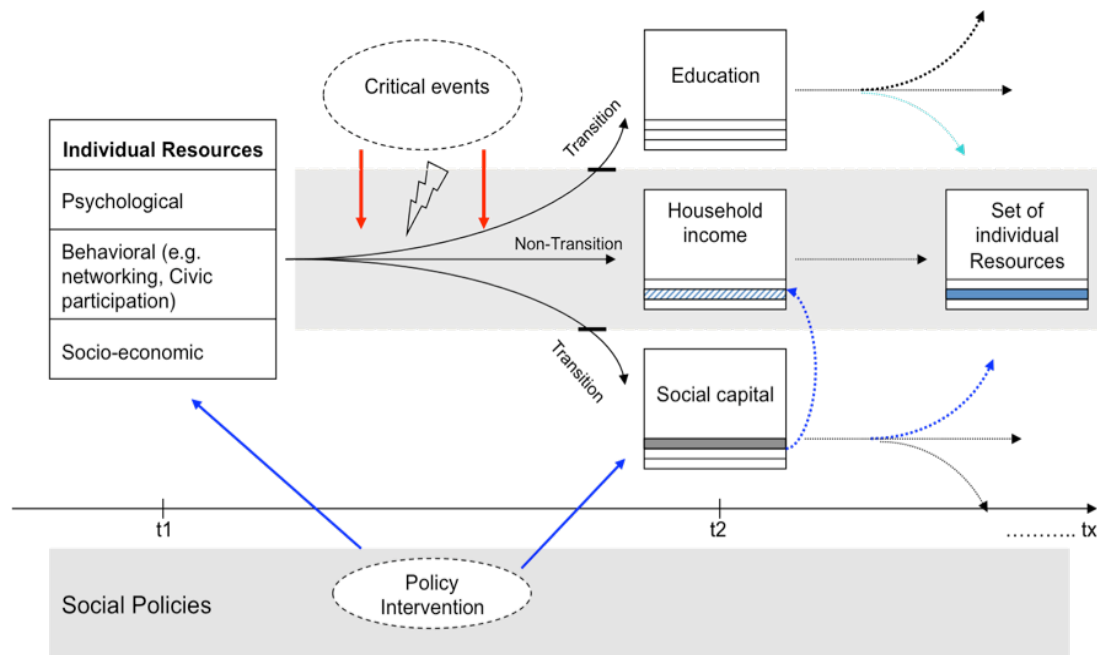 Critical events
Education
Transition
Individual Resources
Psychological
Behavioral (e.g.
networking, Civic
participation)
Socio-economic
Non-Transition
Household
income
Set of
individual
Resources
Transition
Social capital
t1
t2
........... tx
Social Policies
Policy
Intervention